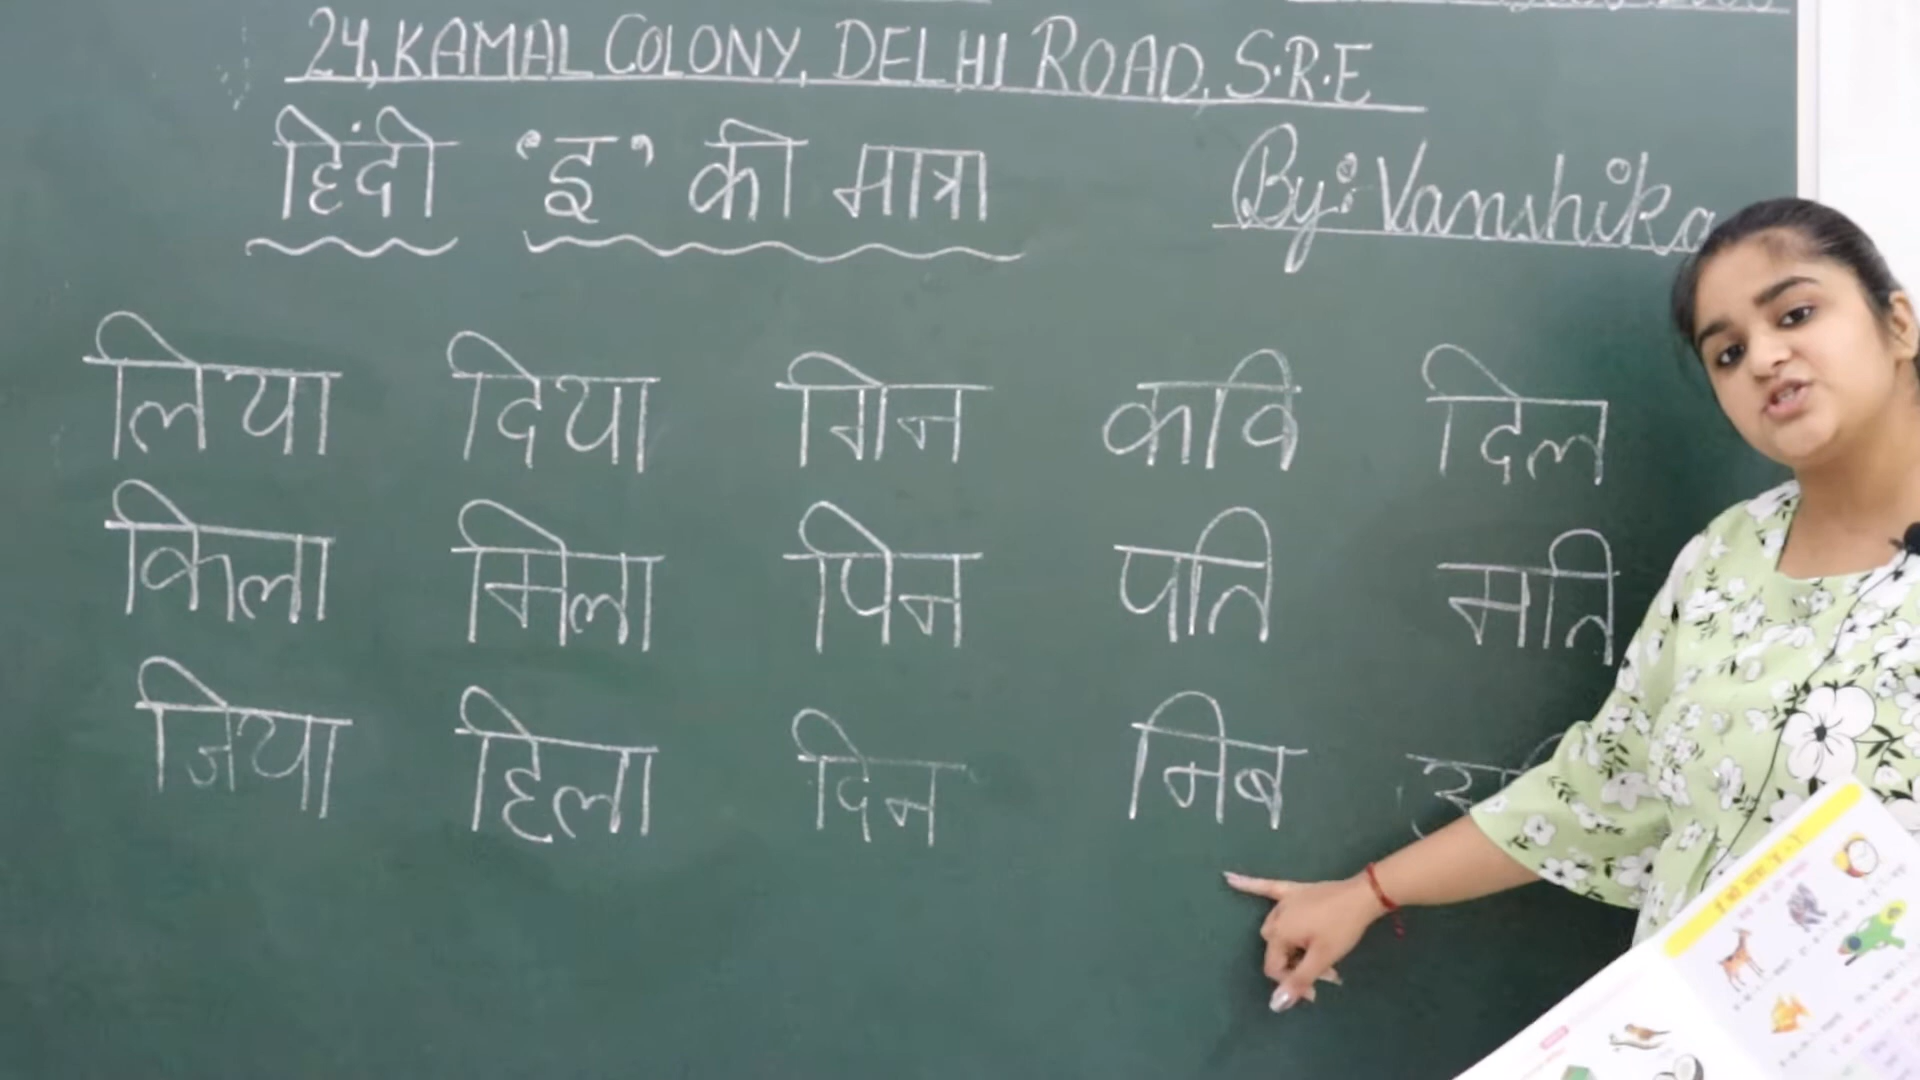 24, KAMAL COLONY, DELHI ROAD, S.R.E
हिंदी 'इ' की मात्रा By: Vanshika
लिया दिया गिन कवि दिल
किला मिला पिन पति मति
जिया हिला दिन निब